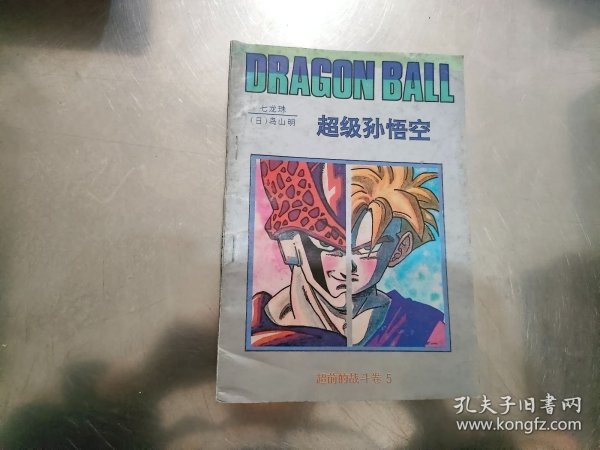 DRAGON BALL
七龙珠
(日)鸟山明
超级孙悟空
超前的战斗卷 5
孔夫子旧书网
www.kongfz.com